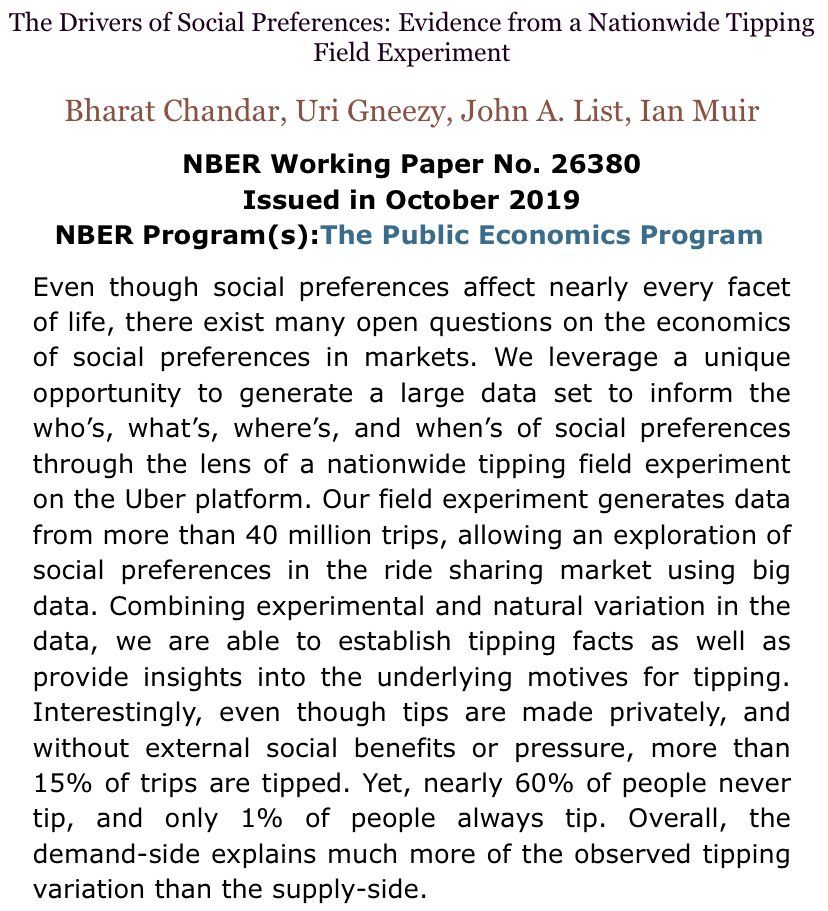 The Drivers of Social Preferences: Evidence from a Nationwide Tipping
Field Experiment
Bharat Chandar, Uri Gneezy, John A. List, Ian Muir
NBER Working Paper No. 26380
Issued in October 2019
NBER Program(s):The Public Economics Program
Even though social preferences affect nearly every facet
of life, there exist many open questions on the economics
of social preferences in markets. We leverage a unique
opportunity to generate a large data set to inform the
who’s, what’s, where’s, and when’s of social preferences
through the lens of a nationwide tipping field experiment
on the Uber platform. Our field experiment generates data
from more than 40 million trips, allowing an exploration of
social preferences in the ride sharing market using big
data. Combining experimental and natural variation in the
data, we are able to establish tipping facts as well as
provide insights into the underlying motives for tipping.
Interestingly, even though tips are made privately, and
without external social benefits or pressure, more than
15% of trips are tipped. Yet, nearly 60% of people never
tip, and only 1% of people always tip. Overall, the
demand-side explains much more of the observed tipping
variation than the supply-side.